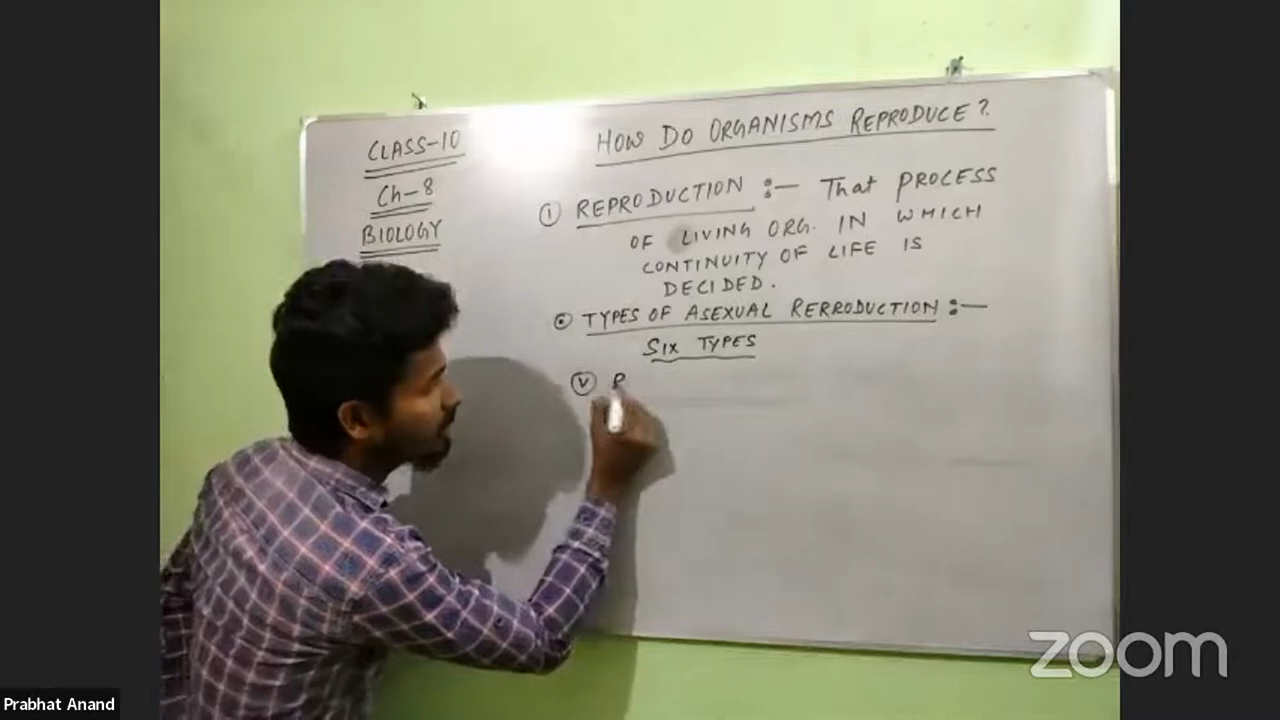 CLASS-10
Ch-8
BIOLOGY
HOW DO ORGANISMS REPRODUCE?
i REPRODUCTION :- That PROCESS
OF LIVING ORG. IN WHICH
CONTINUITY OF LIFE IS
DECIDED.
TYPES OF ASEXUAL RERRODUCTION :-
SIX TYPES
V
zoom
Prabhat Anand